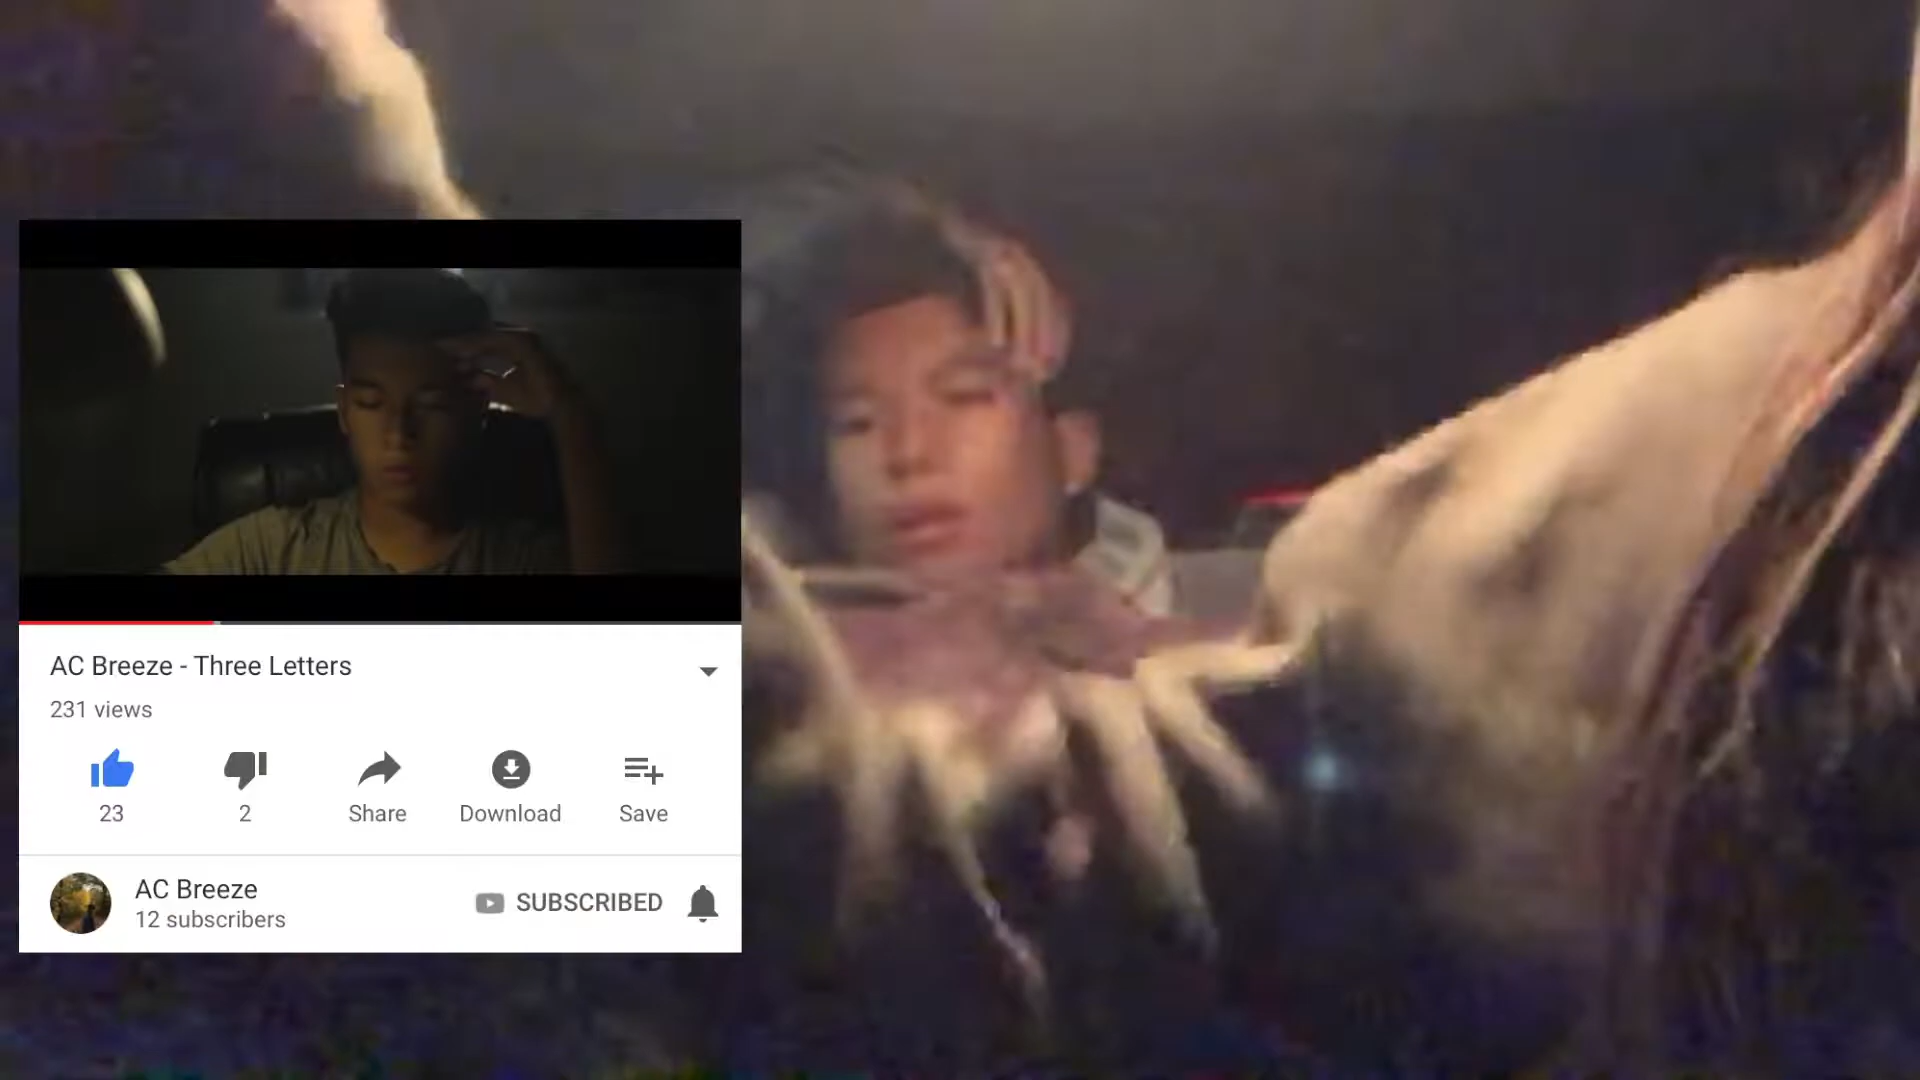 AC Breeze - Three Letters
231 views
23 2 Share Download Save
AC Breeze
12 subscribers
SUBSCRIBED